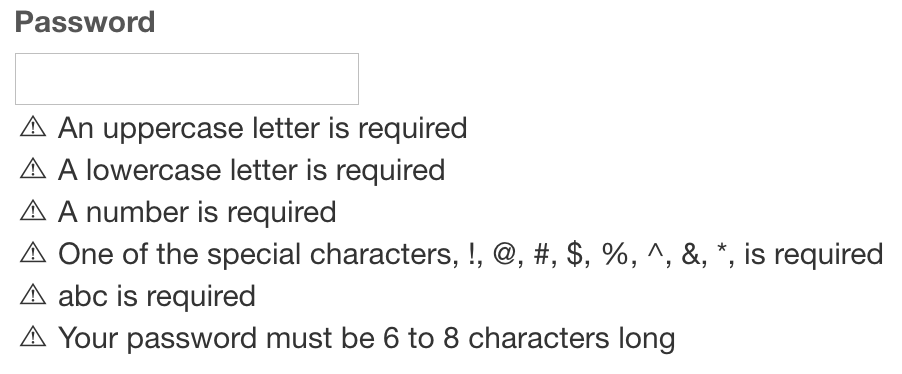 Password
An uppercase letter is required
A lowercase letter is required
A number is required
One of the special characters, !, @, #, $, %, ^, &, *, is required
abc is required
Your password must be 6 to 8 characters long